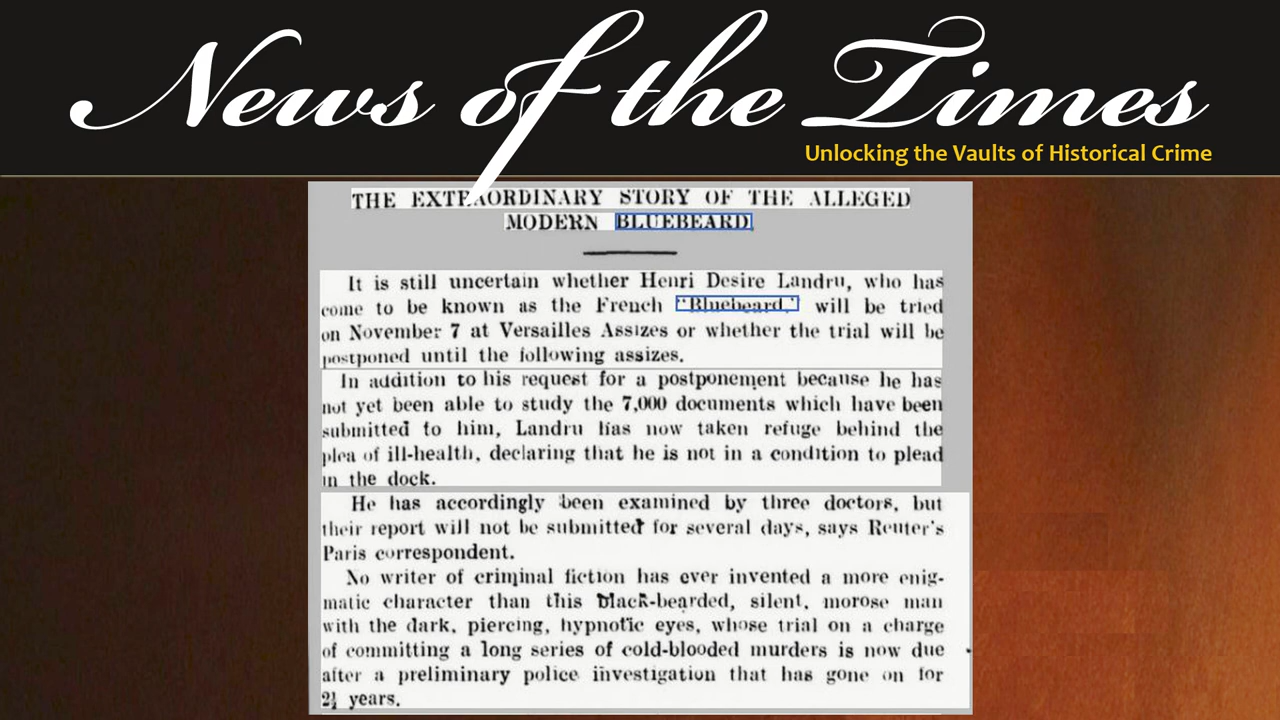 News of the Times
Unlocking the Vaults of Historical Crime
THE EXTRAORDINARY STORY OF THE ALLEGED
MODERN BLUEBEARD
It is still uncertain whether Henri Desire Landru, who has
come to be known as the French "Bluebeard," will be tried
on November 7 at Versailles Assizes or whether the trial will be
postponed until the following assizes.
In addition to his request for a postponement because he has
not yet been able to study the 7,000 documents which have been
submitted to him, Landru has now taken refuge behind the
plea of ill-health, declaring that he is not in a condition to plead
in the dock.
He has accordingly been examined by three doctors, but
their report will not be submitted for several days, says Reuter's
Paris correspondent.
No writer of criminal fiction has ever invented a more enig-
matic character than this black-bearded, silent, morose man
with the dark, piercing, hypnotic eyes, whose trial on a charge
of committing a long series of cold-blooded murders is now due
after a preliminary police investigation that has gone on for
2½ years.